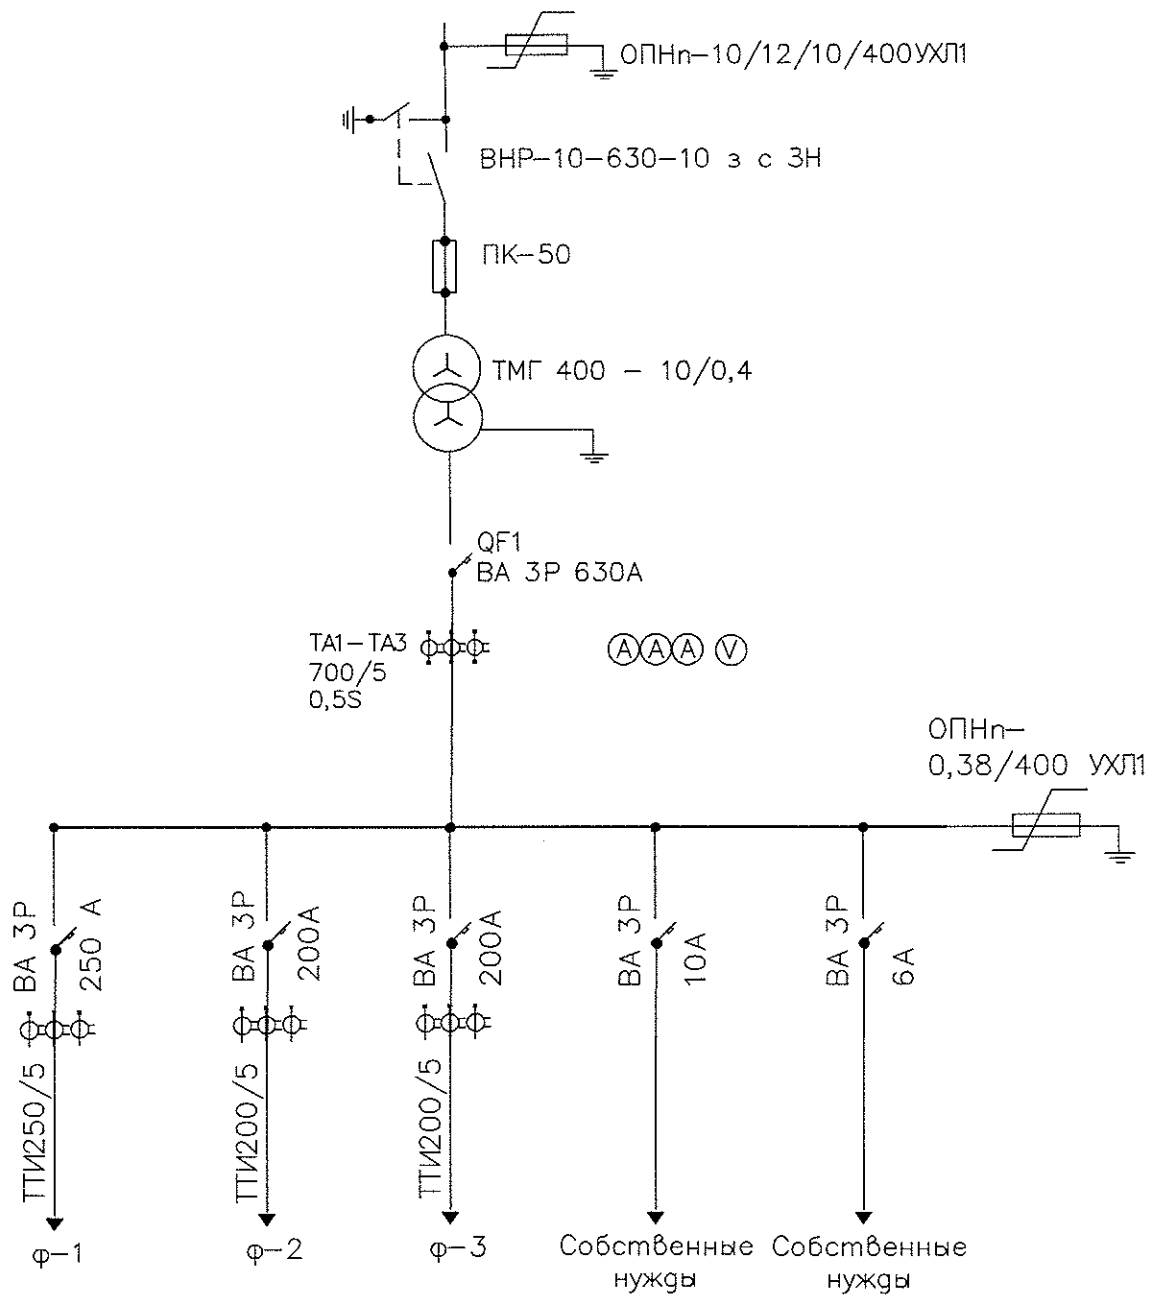 ОПНп-10/12/10/400УХЛ1
ВНР-10-630-10 з с ЗН
ПК-50
ТМГ 400 - 10/0,4
QF1
ВА 3Р 630А
ТА1-ТА3
700/5
0,5S
А А А V
ОПНп-
0,38/400 УХЛ1
ВА 3Р
250 А
ТТИ250/5
ВА 3Р
200А
ТТИ200/5
ВА 3Р
200А
ТТИ200/5
ВА 3Р
10А
ВА 3Р
6А
ф-1
ф-2
ф-3
Собственные
нужды
Собственные
нужды